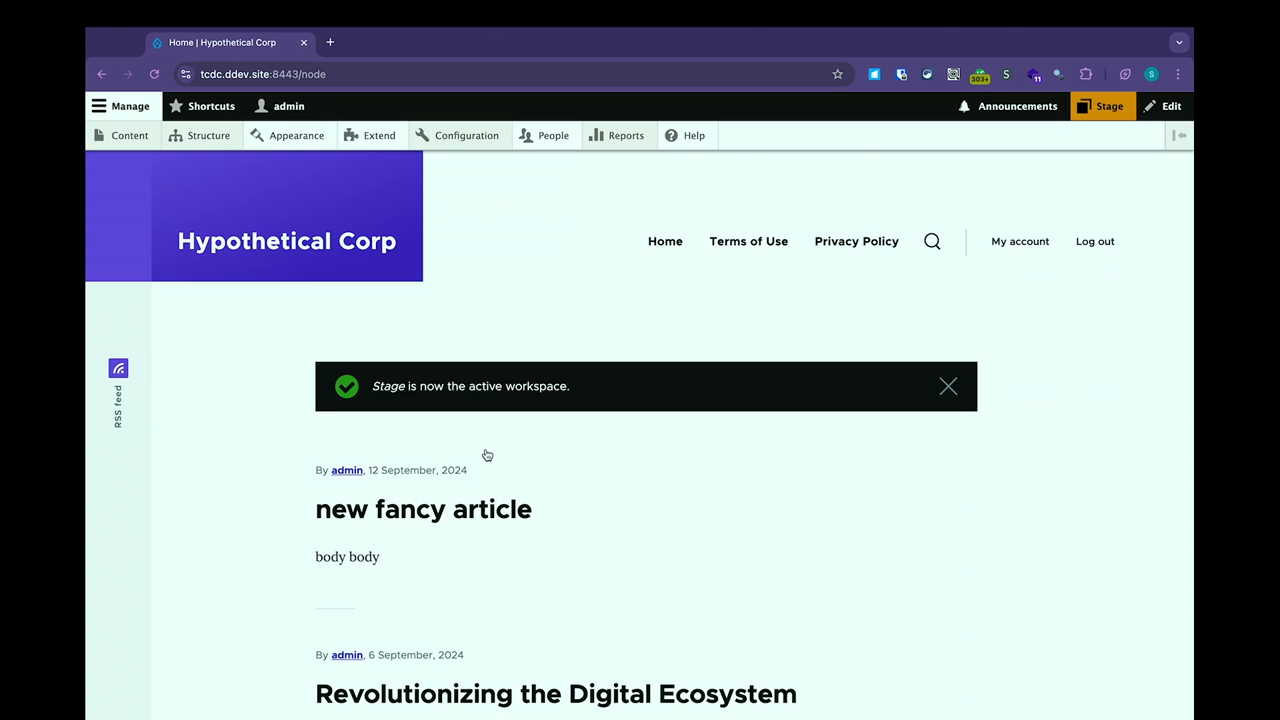 Home | Hypothetical Corp
tcdc.ddev.site:8443/node
303+
S
11
S
Manage Shortcuts admin Announcements Stage Edit
Content Structure Appearance Extend Configuration People Reports Help
Hypothetical Corp
Home Terms of Use Privacy Policy My account Log out
RSS feed
Stage is now the active workspace.
By admin, 12 September, 2024
new fancy article
body body
By admin, 6 September, 2024
Revolutionizing the Digital Ecosystem